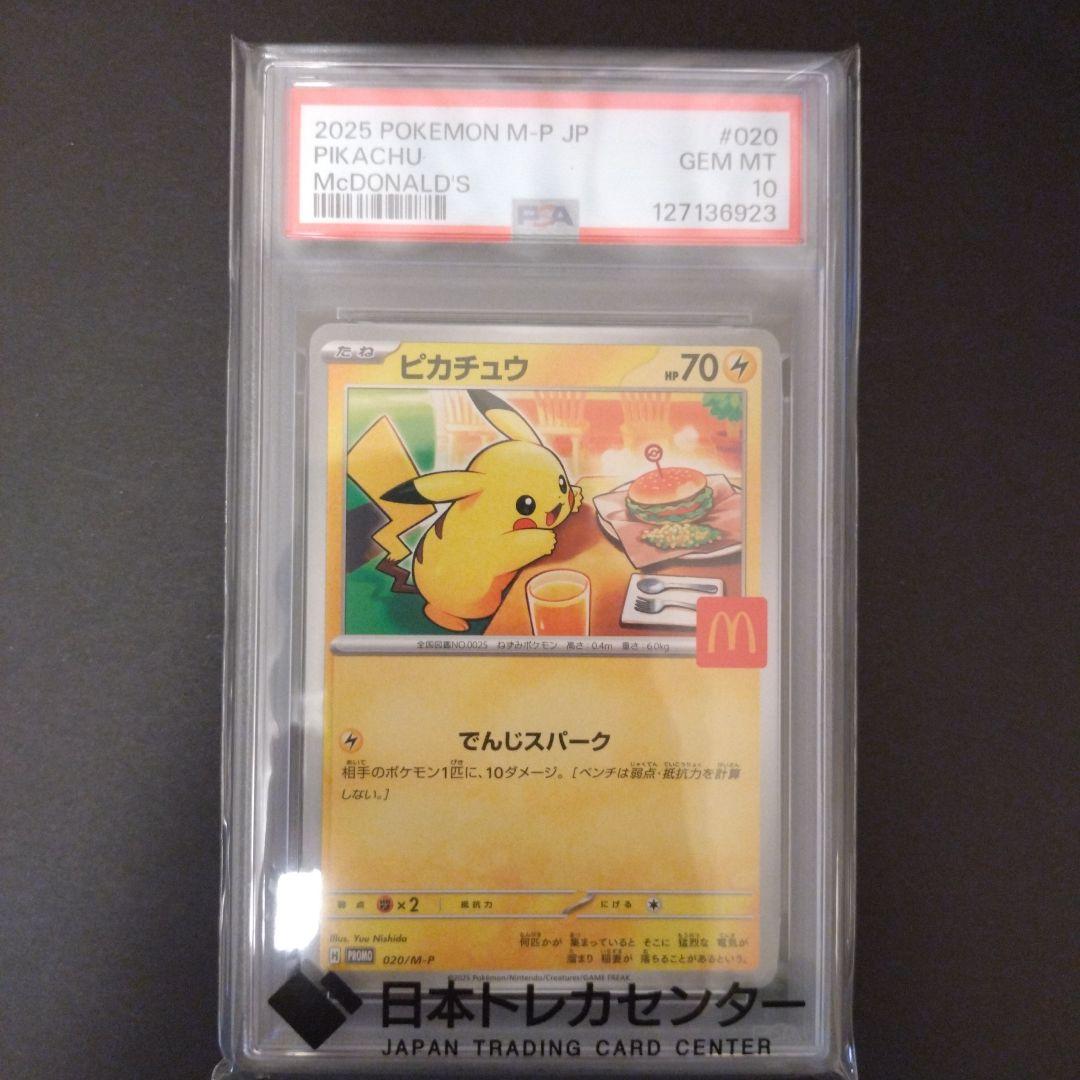 2025 POKEMON M-P JP #020
PIKACHU GEM MT
McDONALD'S 10
PSA 127136923
たね ピカチュウ HP70
全国図鑑NO.0025 ねずみポケモン 高さ:0.4m 重さ:6.0kg
でんじスパーク
相手のポケモン1匹に、10ダメージ。[ベンチは弱点・抵抗力を計算
しない。]
弱点 ×2 抵抗力 にげる
Illus. Yuu Nishida
何匹かが 集まっていると そこに 猛烈な 電気が
溜まり 稲妻が 落ちることがあるという。
PROMO 020/M-P
©2025 Pokémon/Nintendo/Creatures/GAME FREAK
日本トレカセンター
JAPAN TRADING CARD CENTER